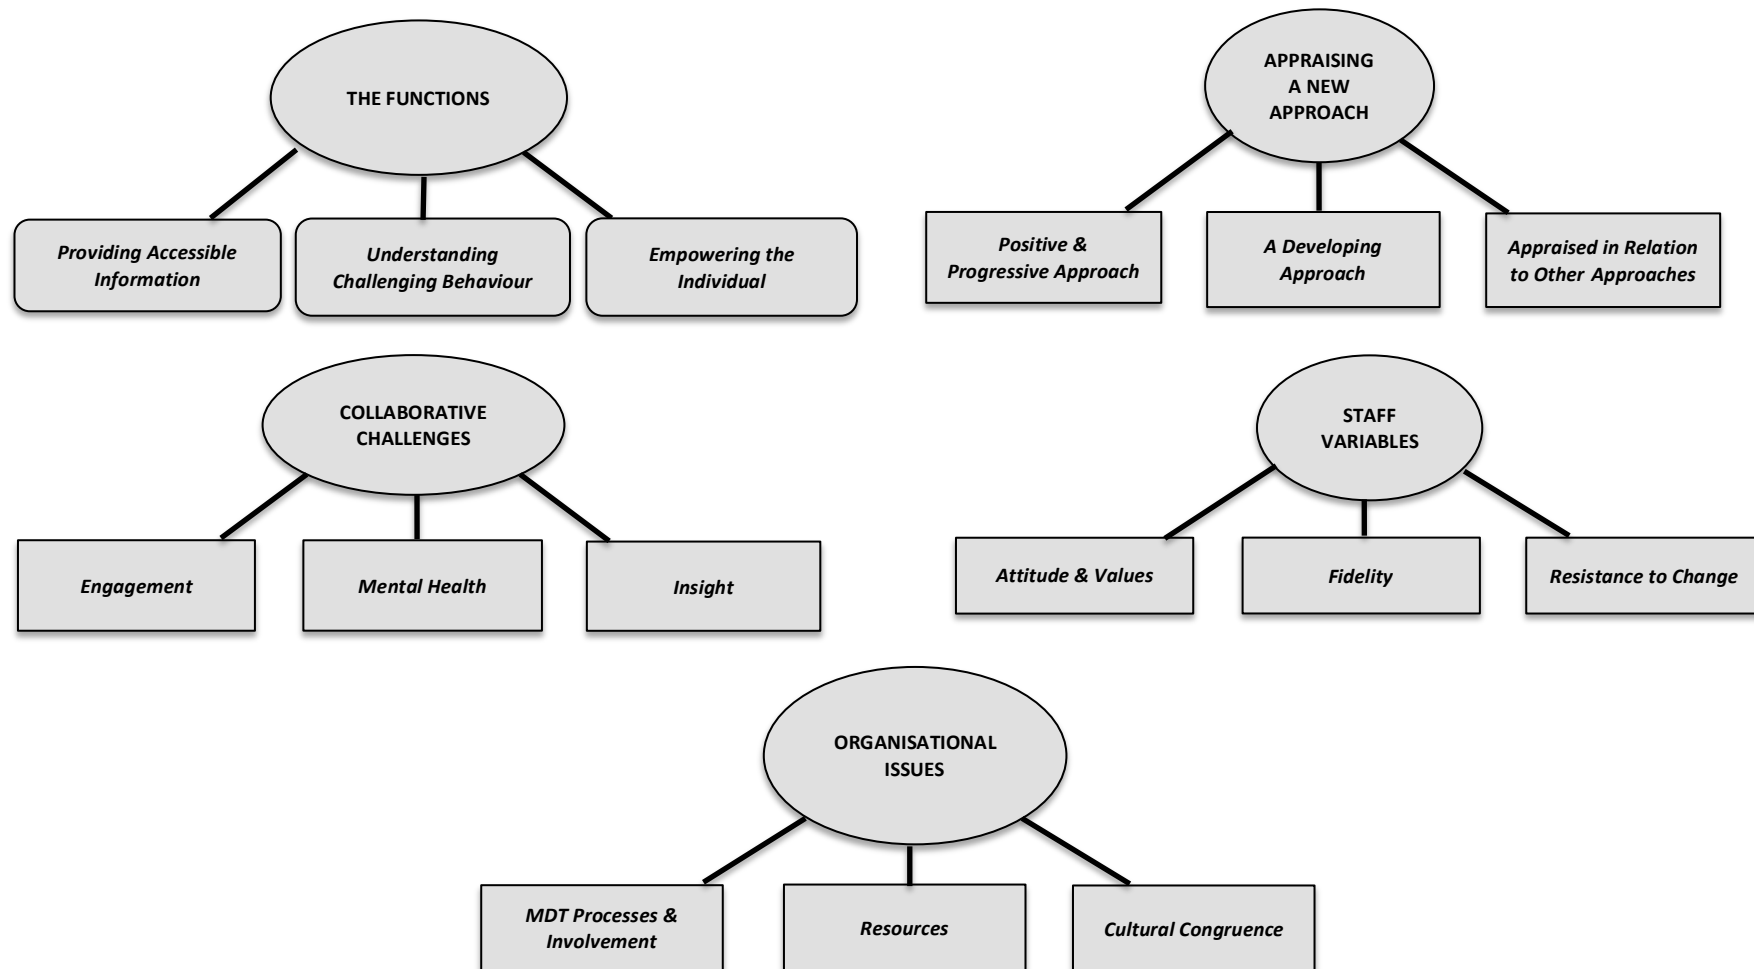 THE FUNCTIONS
Providing Accessible
Information
Understanding
Challenging Behaviour
Empowering the
Individual
APPRAISING
A NEW
APPROACH
Positive &
Progressive Approach
A Developing
Approach
Appraised in Relation
to Other Approaches
COLLABORATIVE
CHALLENGES
Engagement
Mental Health
Insight
STAFF
VARIABLES
Attitude & Values
Fidelity
Resistance to Change
ORGANISATIONAL
ISSUES
MDT Processes &
Involvement
Resources
Cultural Congruence